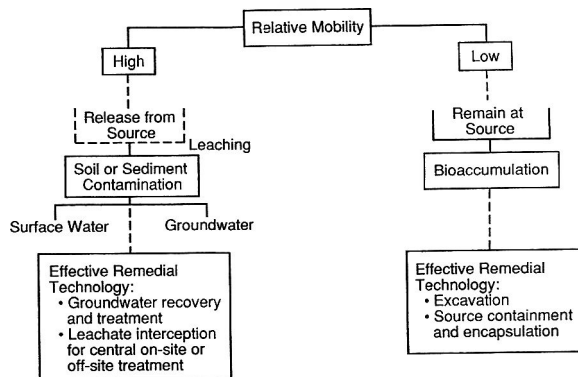 Relative Mobility
High
Low
Release from
Source
Leaching
Remain at
Source
Soil or Sediment
Contamination
Bioaccumulation
Surface Water
Groundwater
Effective Remedial
Technology:
• Groundwater recovery
and treatment
• Leachate interception
for central on-site or
off-site treatment
Effective Remedial
Technology:
• Excavation
• Source containment
and encapsulation